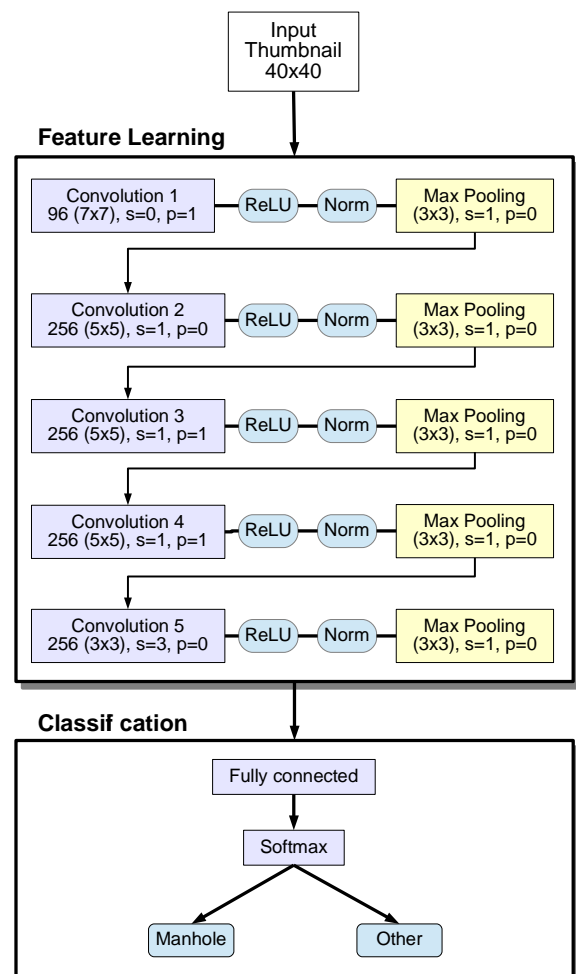 Input
Thumbnail
40x40
Feature Learning
Convolution 1
96 (7x7), s=0, p=1
ReLU
Norm
Max Pooling
(3x3), s=1, p=0
Convolution 2
256 (5x5), s=1, p=0
ReLU
Norm
Max Pooling
(3x3), s=1, p=0
Convolution 3
256 (5x5), s=1, p=1
ReLU
Norm
Max Pooling
(3x3), s=1, p=0
Convolution 4
256 (5x5), s=1, p=1
ReLU
Norm
Max Pooling
(3x3), s=1, p=0
Convolution 5
256 (3x3), s=3, p=0
ReLU
Norm
Max Pooling
(3x3), s=1, p=0
Classif cation
Fully connected
Softmax
Manhole
Other